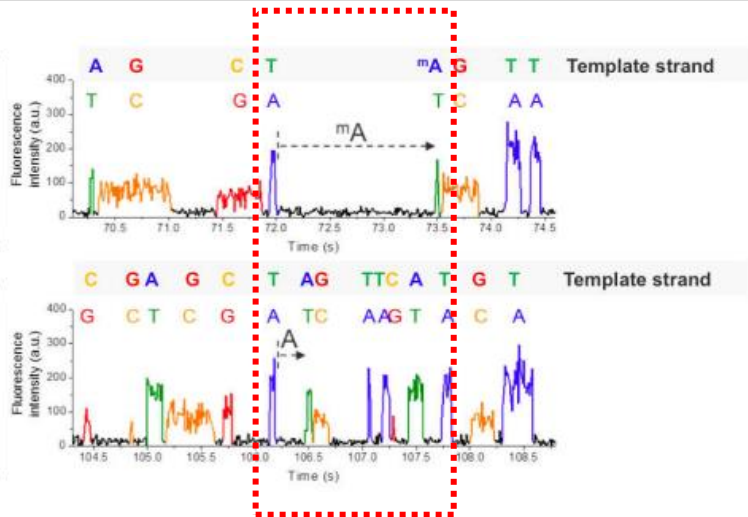 A G C T mA G T T Template strand
T C G A T C A A
mA
Fluorescence
intensity (a.u.)
400
300
200
100
0
70.5 71.0 71.5 72.0 72.5 73.0 73.5 74.0 74.5
Time (s)
C G A G C T A G T T C A T G T Template strand
G C T C G A T C A A G T A C A
A
Fluorescence
intensity (a.u.)
400
300
200
100
0
104.5 105.0 105.5 106.5 107.0 107.5 108.0 108.5
Time (s)